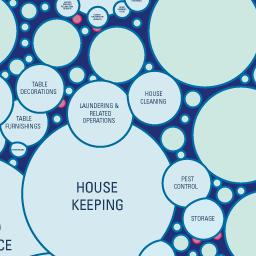 TABLE
DECORATIONS
LAUNDERING &
RELATED
OPERATIONS
HOUSE
CLEANING
TABLE
FURNISHINGS
HOUSE
KEEPING
PEST
CONTROL
STORAGE
CE